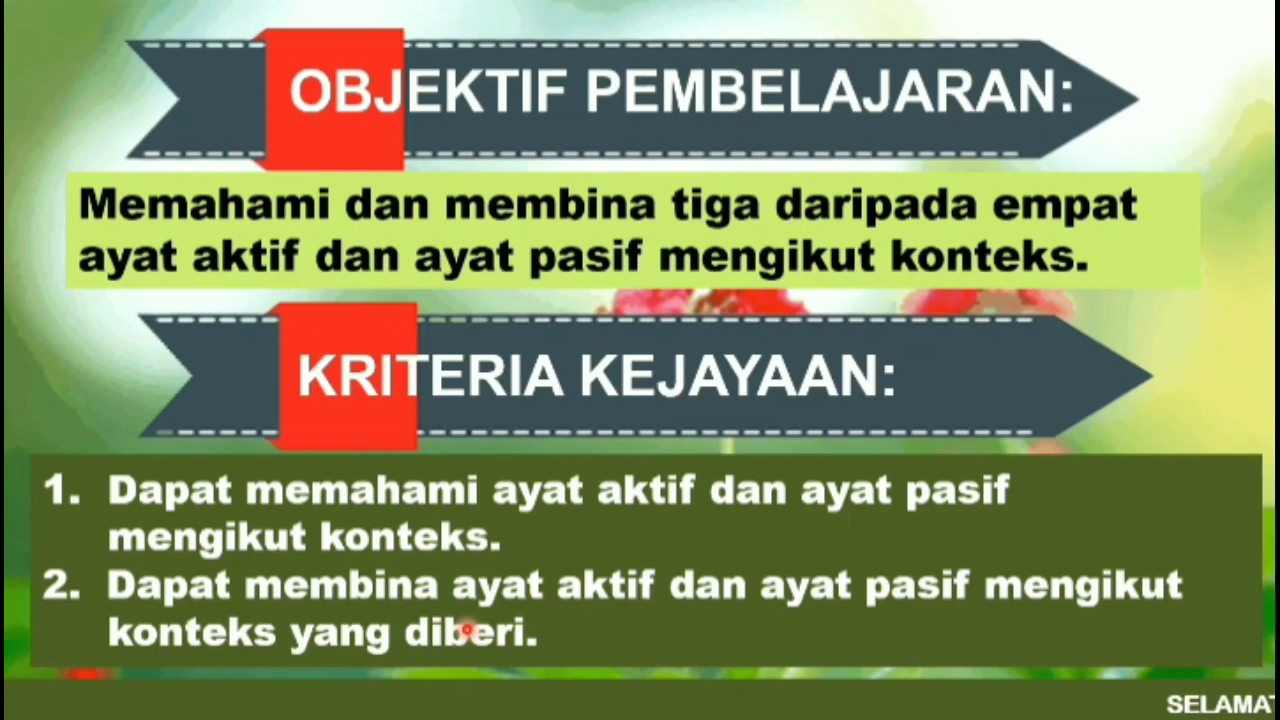 OBJEKTIF PEMBELAJARAN:
Memahami dan membina tiga daripada empat
ayat aktif dan ayat pasif mengikut konteks.
KRITERIA KEJAYAAN:
1. Dapat memahami ayat aktif dan ayat pasif
mengikut konteks.
2. Dapat membina ayat aktif dan ayat pasif mengikut
konteks yang diberi.
SELAMAT